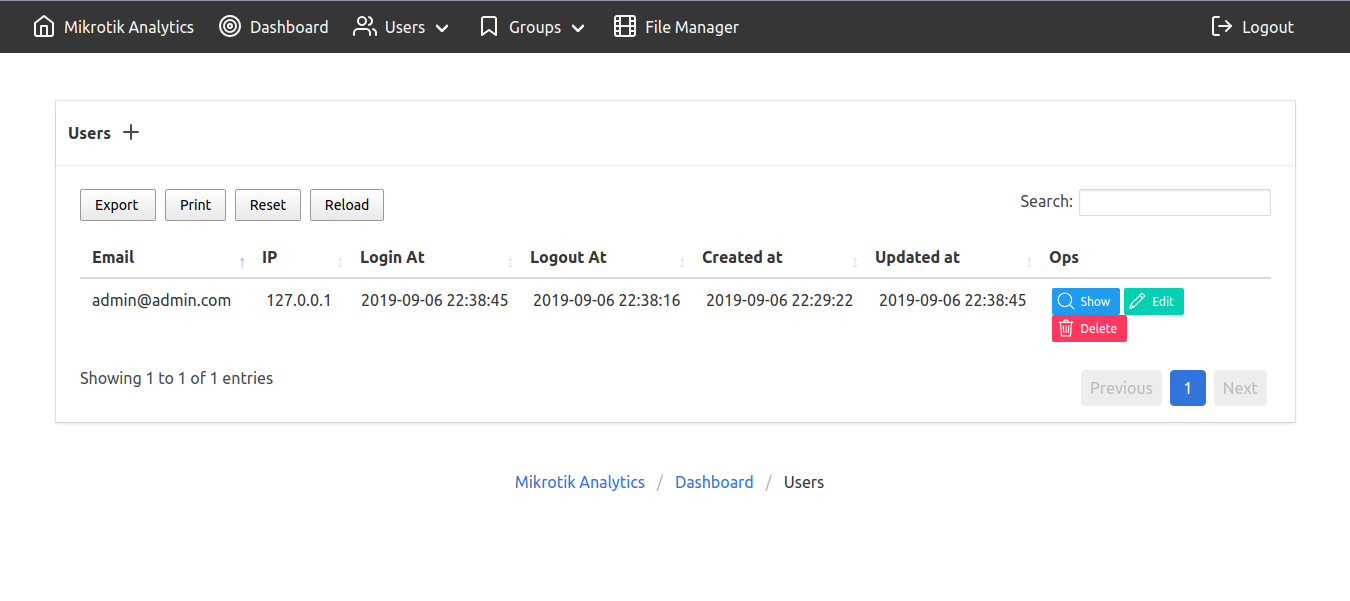 Mikrotik Analytics Dashboard Users Groups File Manager Logout
Users
Export Print Reset Reload Search:
Email IP Login At Logout At Created at Updated at Ops
admin@admin.com 127.0.0.1 2019-09-06 22:38:45 2019-09-06 22:38:16 2019-09-06 22:29:22 2019-09-06 22:38:45 Show Edit
Delete
Showing 1 to 1 of 1 entries Previous 1 Next
Mikrotik Analytics / Dashboard / Users